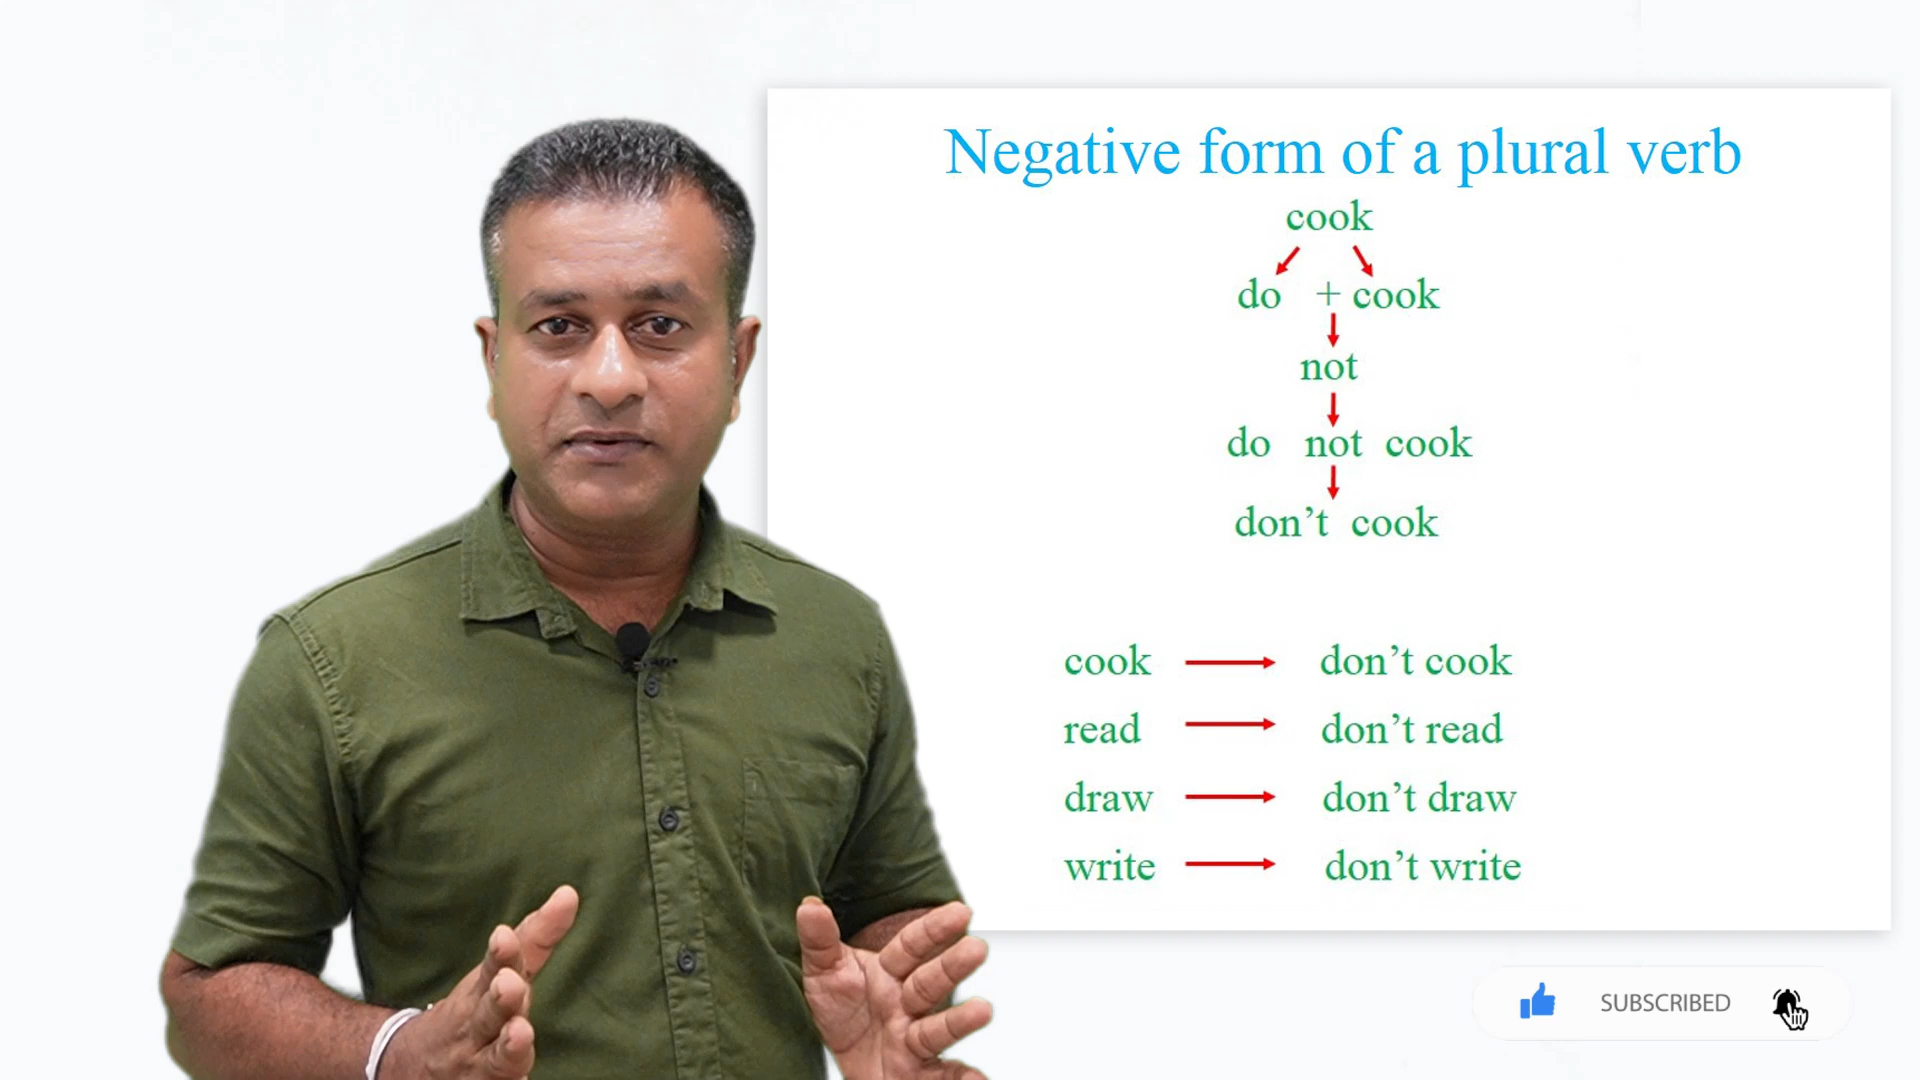 Negative form of a plural verb
cook
do + cook
not
do not cook
don’t cook
cook don’t cook
read don’t read
draw don’t draw
write don’t write
SUBSCRIBED